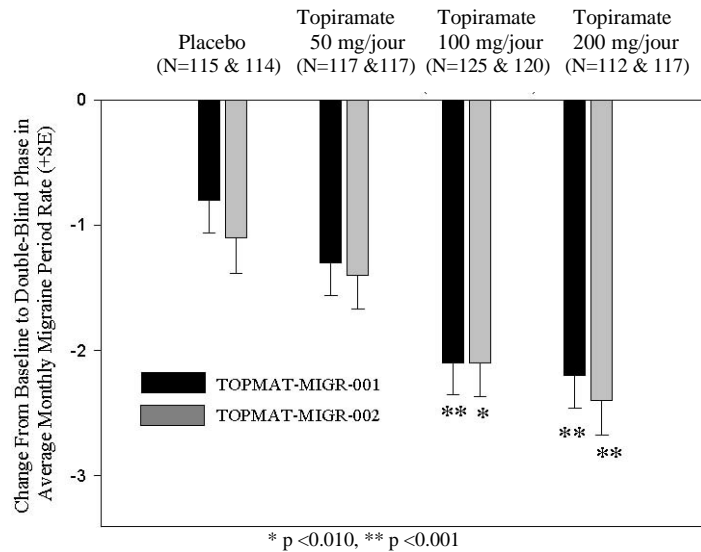 Placebo
(N=115 & 114)
Topiramate
50 mg/jour
(N=117 &117)
Topiramate
100 mg/jour
(N=125 & 120)
Topiramate
200 mg/jour
(N=112 & 117)
Change From Baseline to Double-Blind Phase in
Average Monthly Migraine Period Rate (+SE)
0
-1
-2
-3
TOPMAT-MIGR-001
TOPMAT-MIGR-002
** *
** **
* p <0.010, ** p <0.001